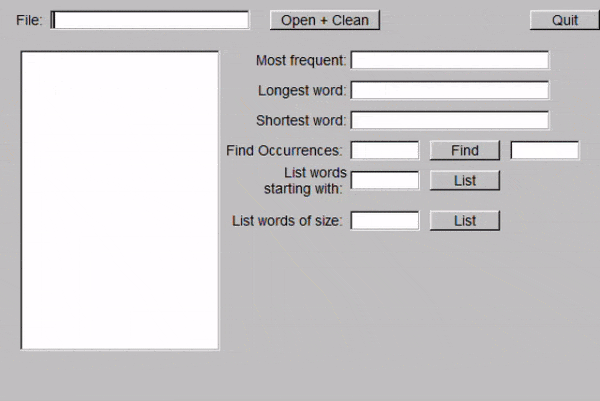 File: Open + Clean Quit
Most frequent:
Longest word:
Shortest word:
Find Occurrences: Find
List words
starting with: List
List words of size: List